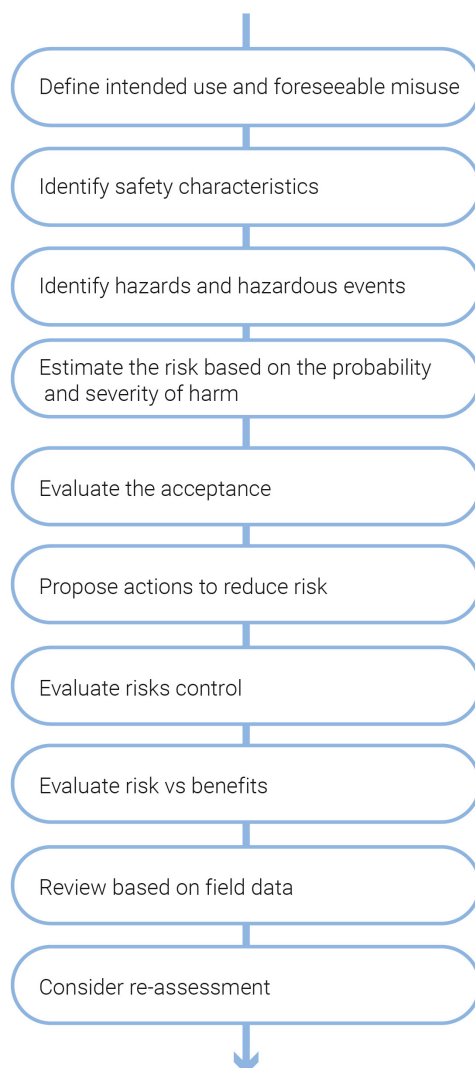 Define intended use and foreseeable misuse
Identify safety characteristics
Identify hazards and hazardous events
Estimate the risk based on the probability
and severity of harm
Evaluate the acceptance
Propose actions to reduce risk
Evaluate risks control
Evaluate risk vs benefits
Review based on field data
Consider re-assessment